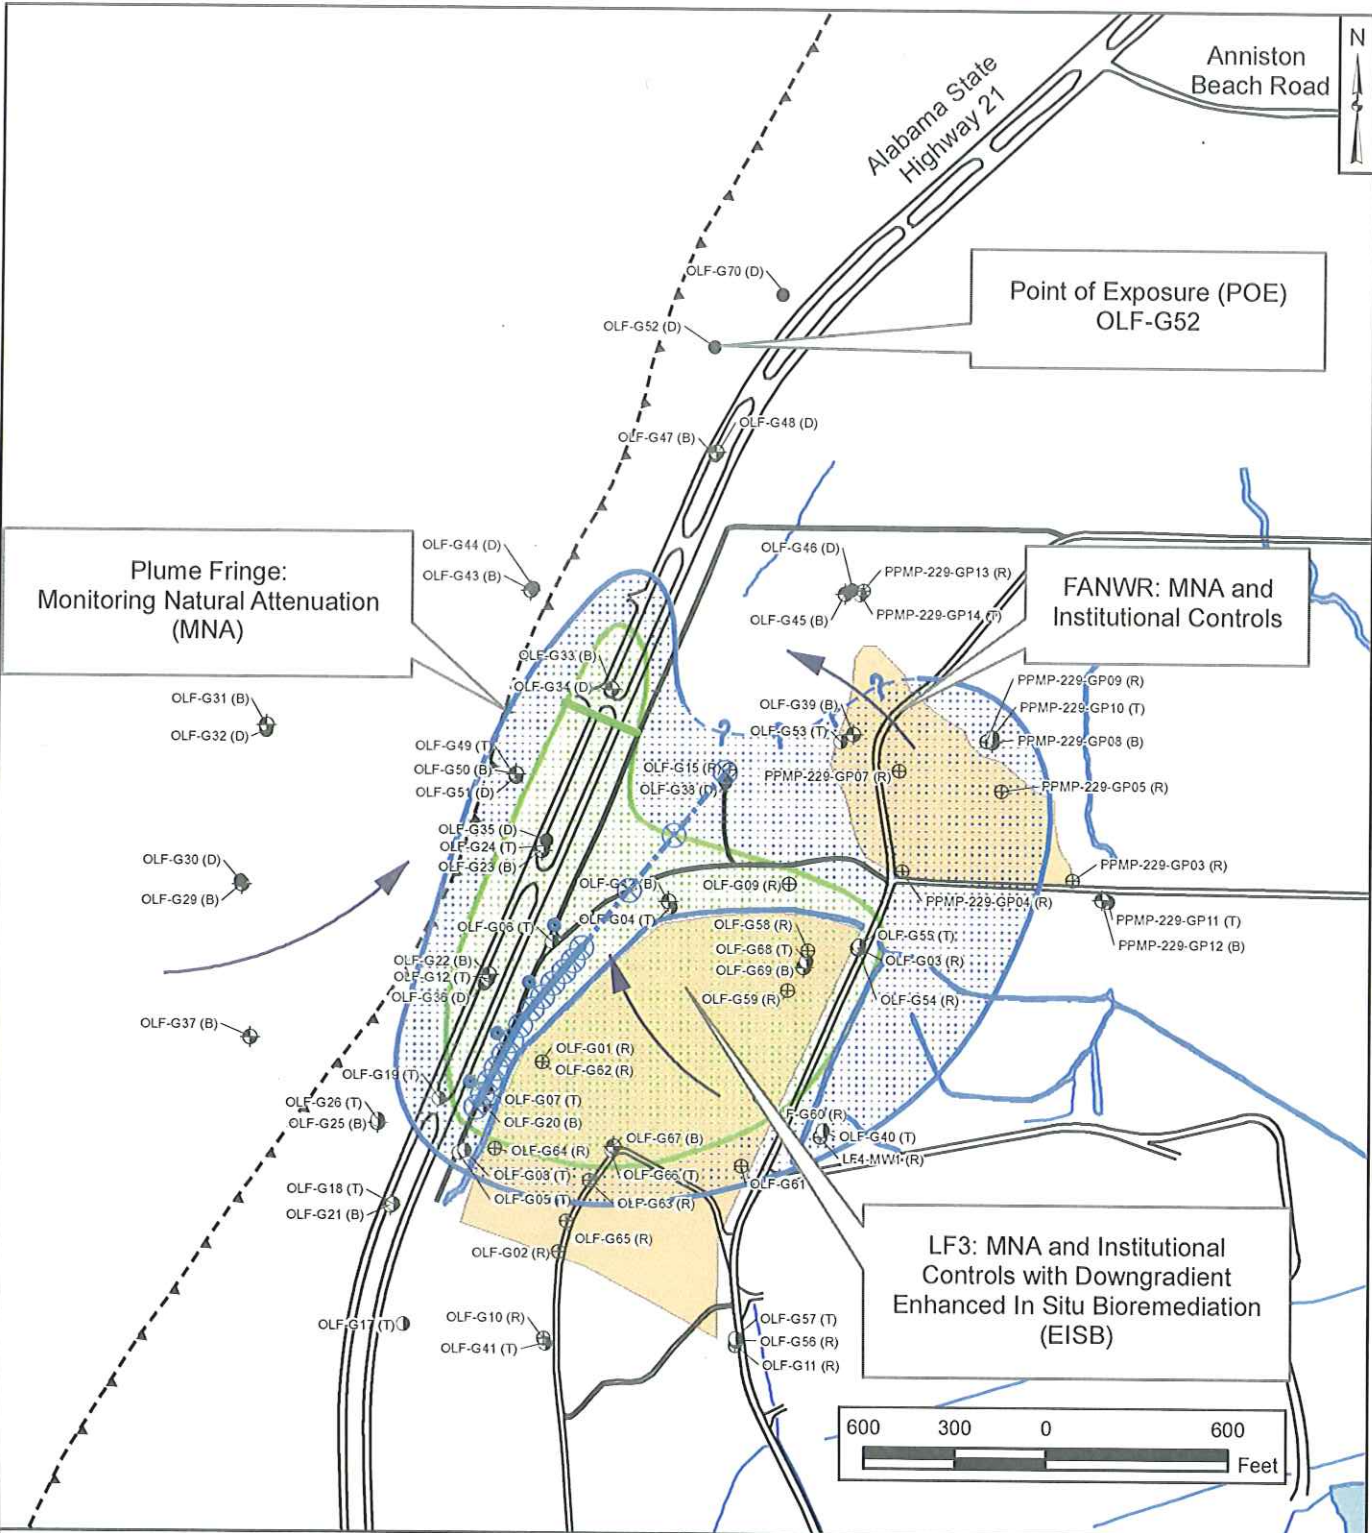 N
Anniston
Beach Road
Alabama State
Highway 21
OLF-G70 (D)
Point of Exposure (POE)
OLF-G52
OLF-G52 (D)
OLF-G47 (B)
OLF-G48 (D)
Plume Fringe:
Monitoring Natural Attenuation
(MNA)
OLF-G44 (D)
OLF-G43 (B)
OLF-G46 (D)
PPMP-229-GP13 (R)
OLF-G45 (B)
PPMP-229-GP14 (T)
FANWR: MNA and
Institutional Controls
OLF-G33 (B)
OLF-G34 (D)
OLF-G31 (B)
OLF-G32 (D)
OLF-G39 (B)
OLF-G53 (T)
?
?
?
PPMP-229-GP09 (R)
PPMP-229-GP10 (T)
PPMP-229-GP08 (B)
OLF-G49 (T)
OLF-G50 (B)
OLF-G51 (D)
OLF-G15 (R)
OLF-G38 (D)
PPMP-229-GP07 (R)
PPMP-229-GP05 (R)
OLF-G35 (D)
OLF-G24 (T)
OLF-G23 (B)
OLF-G30 (D)
OLF-G29 (B)
OLF-G09 (R)
PPMP-229-GP03 (R)
PPMP-229-GP04 (R)
OLF-G04 (T)
PPMP-229-GP11 (T)
PPMP-229-GP12 (B)
OLF-G06 (T)
OLF-G58 (R)
OLF-G68 (T)
OLF-G69 (B)
OLF-G55 (T)
OLF-G03 (R)
OLF-G22 (B)
OLF-G12 (T)
OLF-G36 (D)
OLF-G59 (R)
OLF-G54 (R)
OLF-G37 (B)
OLF-G01 (R)
OLF-G62 (R)
OLF-G19 (T)
OLF-G07 (T)
OLF-G20 (B)
OLF-G26 (T)
OLF-G25 (B)
F-G60 (R)
OLF-G40 (T)
LF4-MW1 (R)
OLF-G64 (R)
OLF-G67 (B)
OLF-G08 (T)
OLF-G66 (T)
OLF-G61
OLF-G05 (T)
OLF-G63 (R)
OLF-G18 (T)
OLF-G21 (B)
OLF-G65 (R)
OLF-G02 (R)
LF3: MNA and Institutional
Controls with Downgradient
Enhanced In Situ Bioremediation
(EISB)
OLF-G17 (T)
OLF-G10 (R)
OLF-G41 (T)
OLF-G57 (T)
OLF-G56 (R)
OLF-G11 (R)
600 300 0 600
Feet